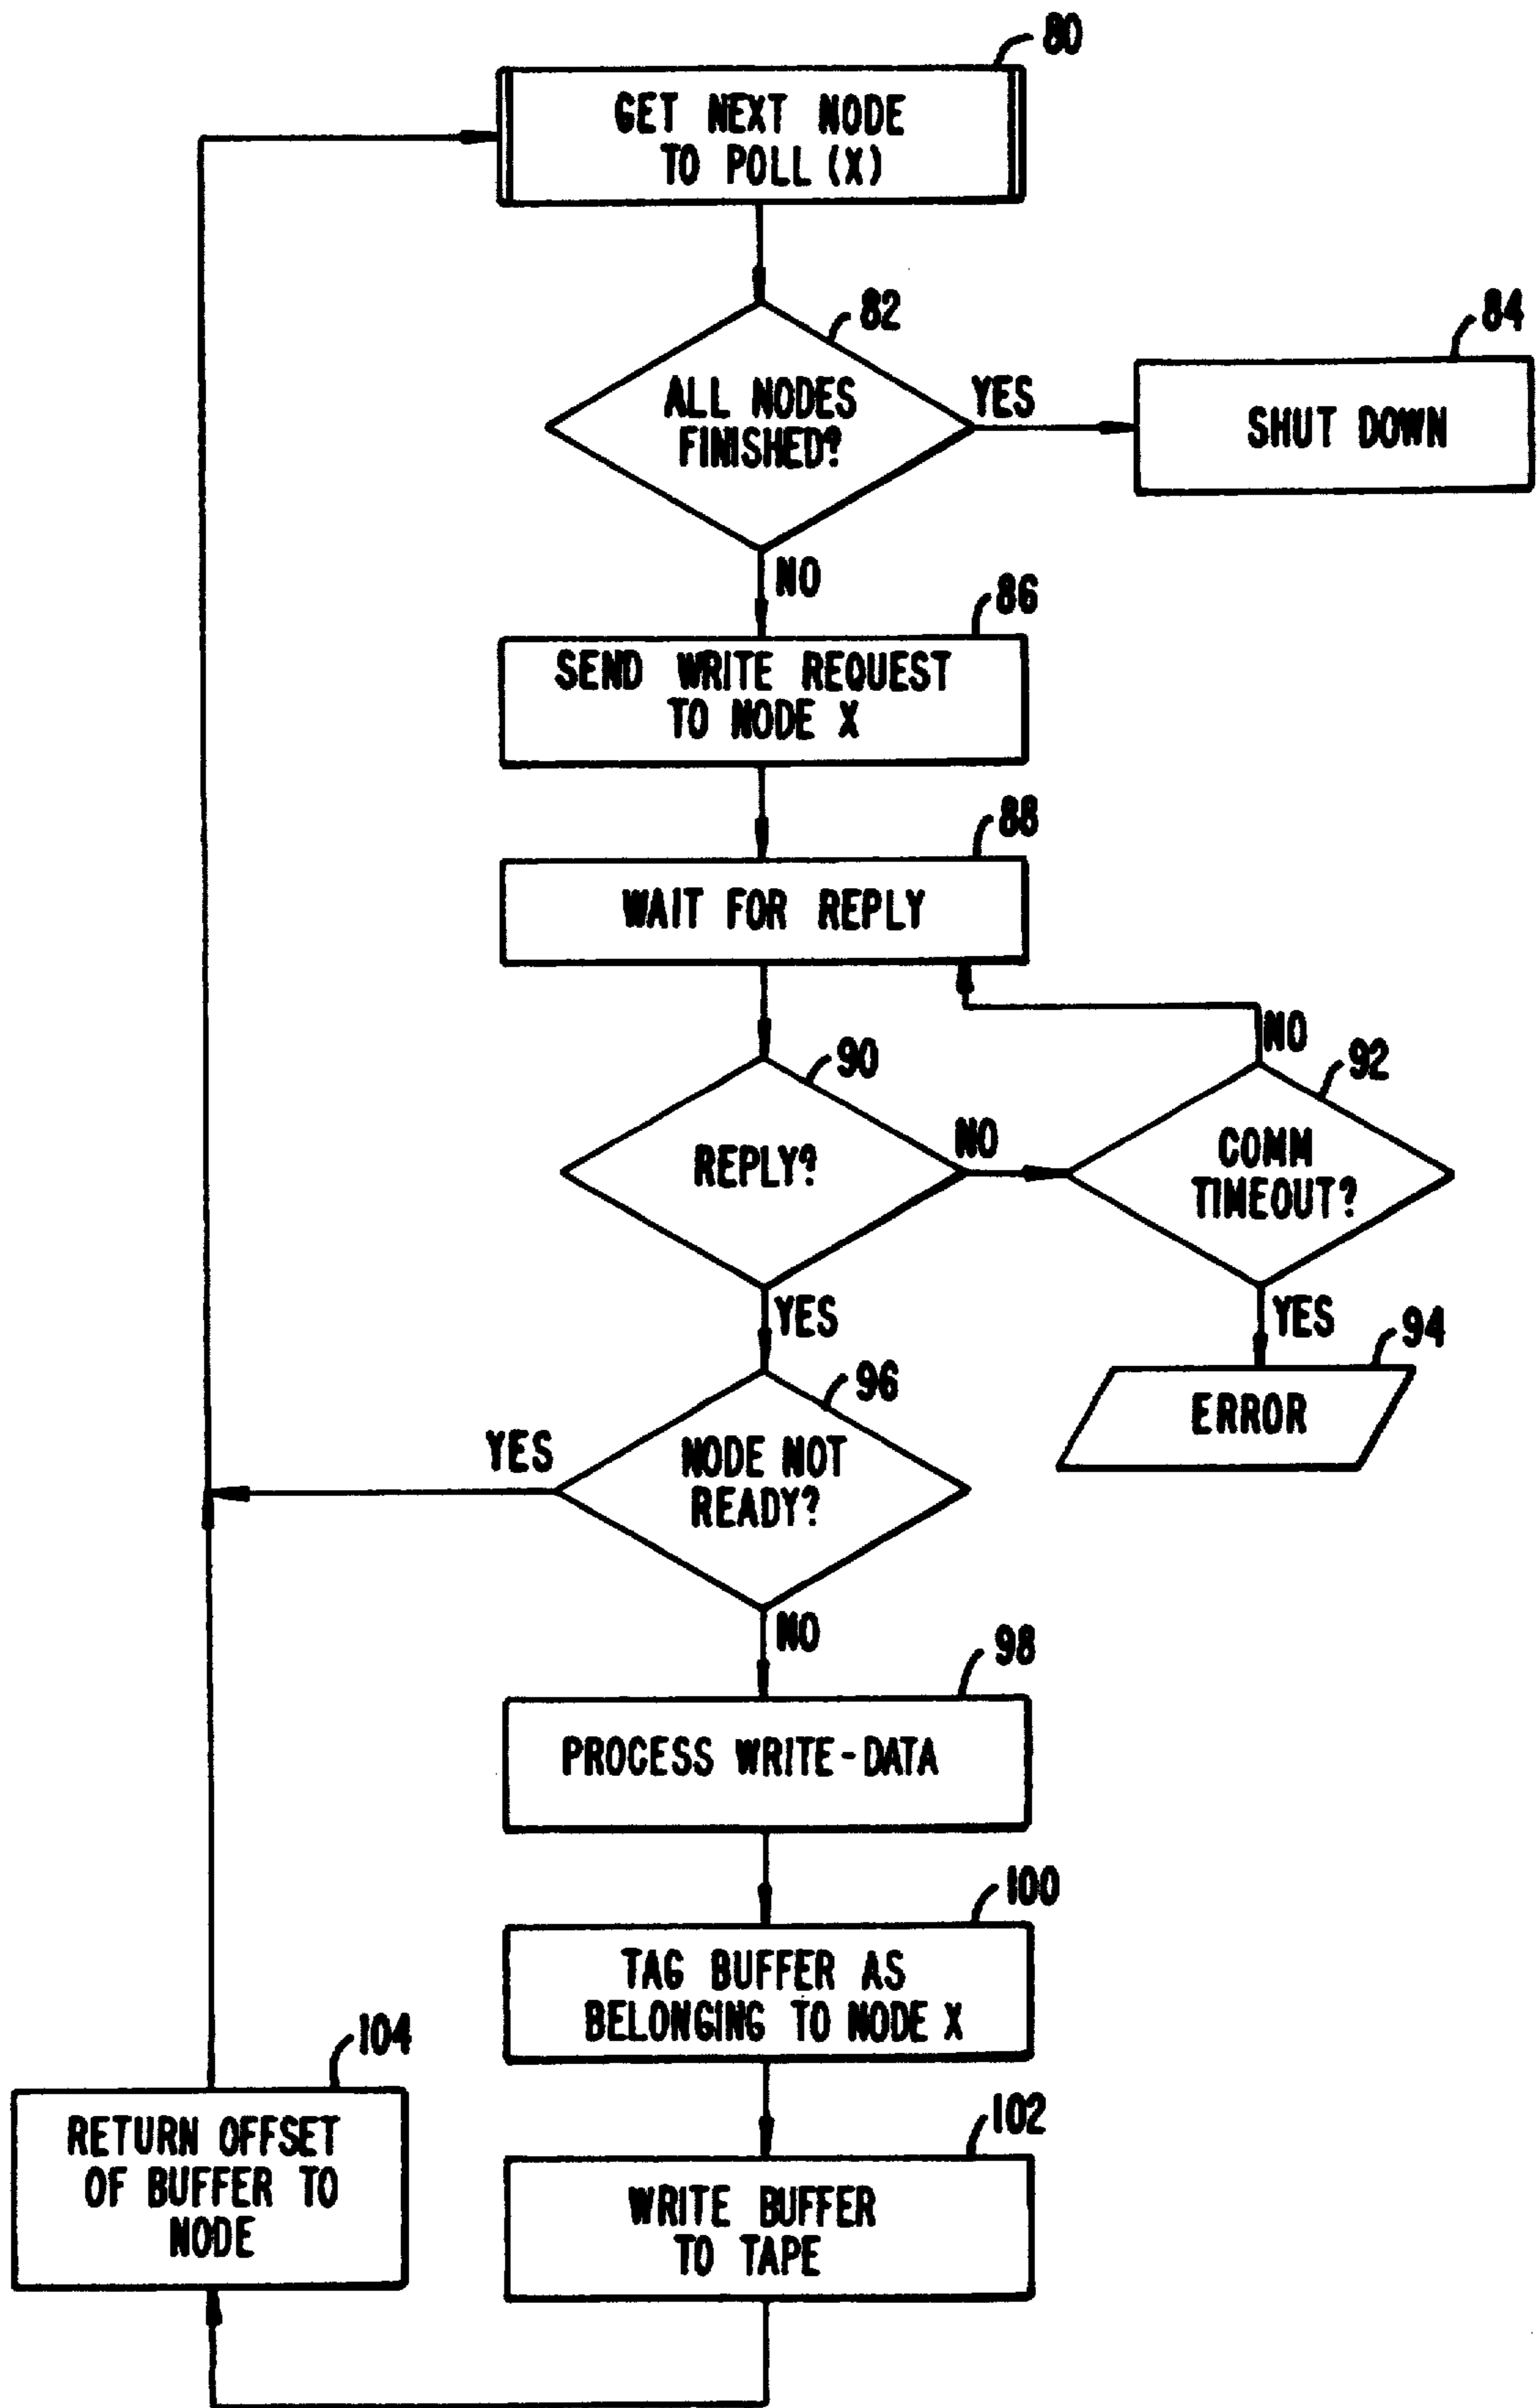 80
GET NEXT NODE
TO POLL (X)
82
ALL NODES
FINISHED?
YES
84
SHUT DOWN
NO
86
SEND WRITE REQUEST
TO NODE X
88
WAIT FOR REPLY
90
REPLY?
NO
NO
92
COMM
TIMEOUT?
YES
94
ERROR
YES
96
NODE NOT
READY?
YES
NO
98
PROCESS WRITE-DATA
100
TAG BUFFER AS
BELONGING TO NODE X
102
WRITE BUFFER
TO TAPE
104
RETURN OFFSET
OF BUFFER TO
NODE